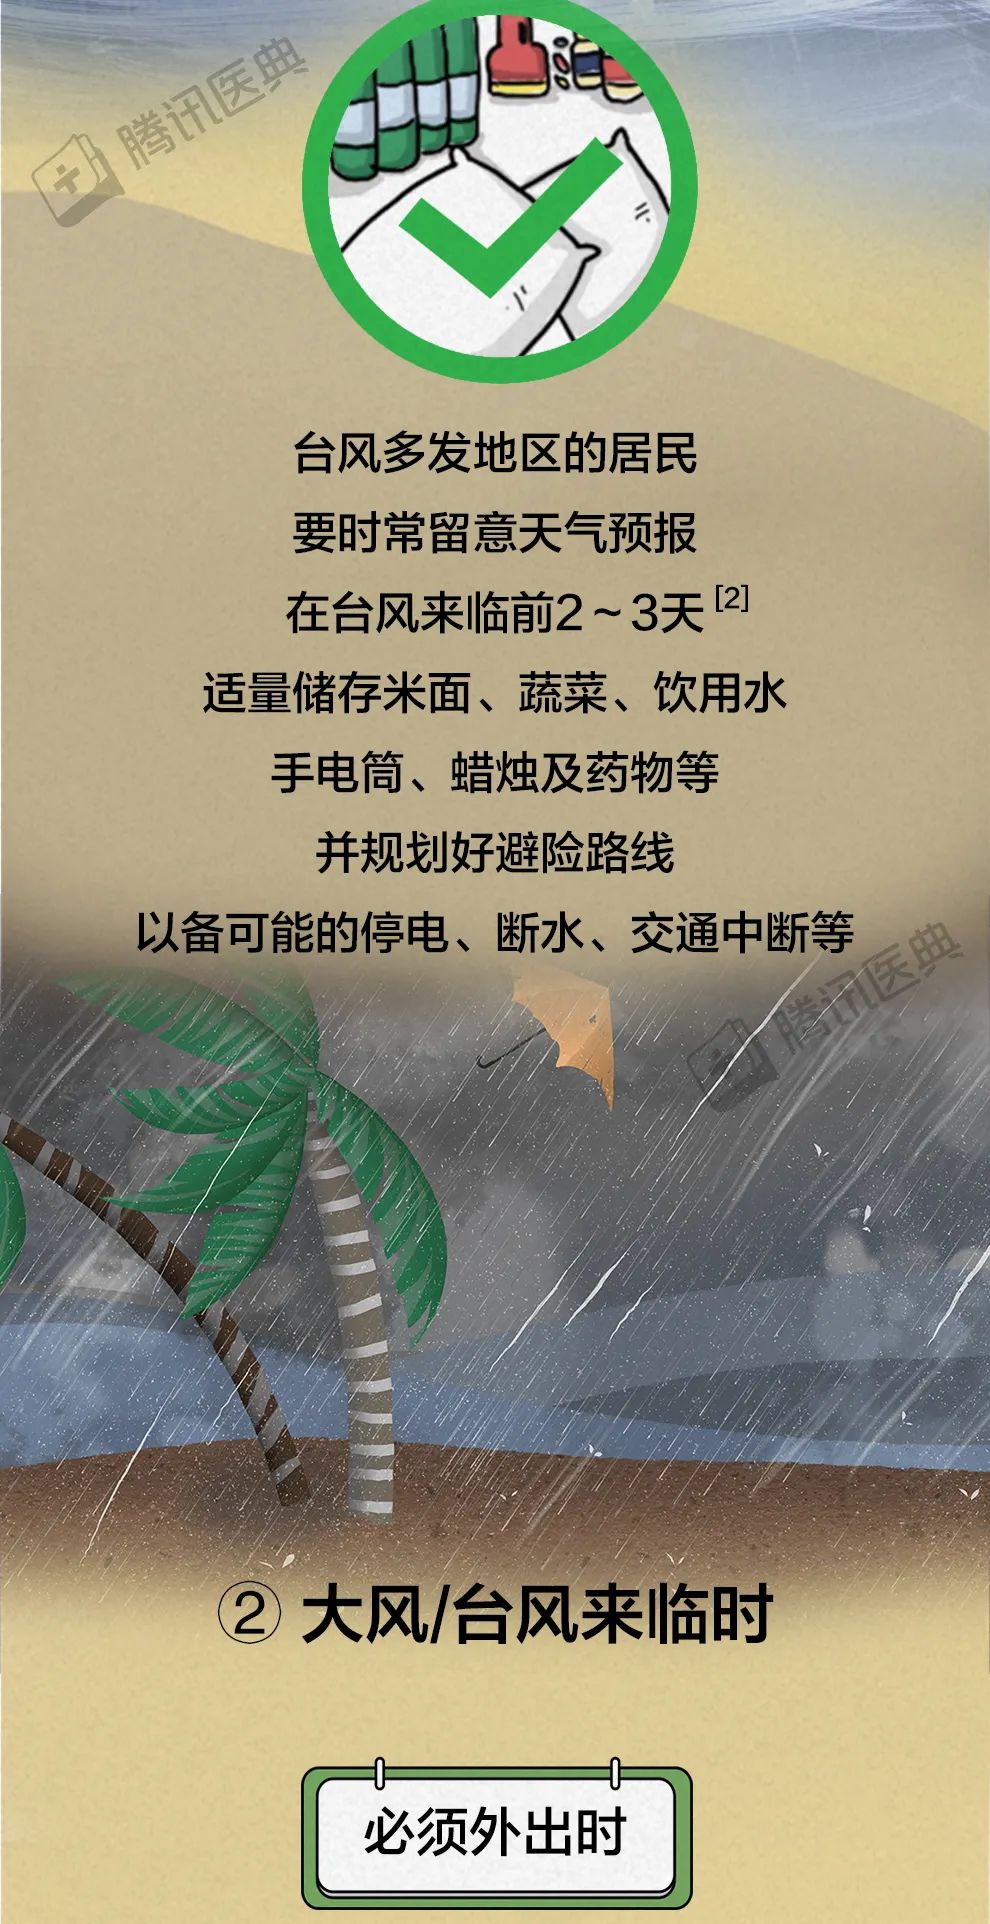 腾讯医典
台风多发地区的居民
要时常留意天气预报
在台风来临前2~3天[2]
适量储存米面、蔬菜、饮用水
手电筒、蜡烛及药物等
并规划好避险路线
以备可能的停电、断水、交通中断等
腾讯医典
② 大风/台风来临时
必须外出时